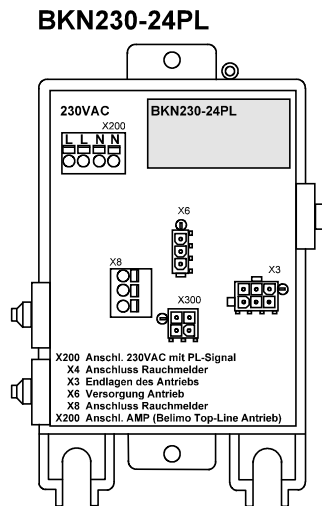 BKN230-24PL
230VAC
BKN230-24PL
X200
L L N N
X6
X8
X3
X300
X200 Anschl. 230VAC mit PL-Signal
X4 Anschluss Rauchmelder
X3 Endlagen des Antriebs
X6 Versorgung Antrieb
X8 Anschluss Rauchmelder
X200 Anschl. AMP (Belimo Top-Line Antrieb)